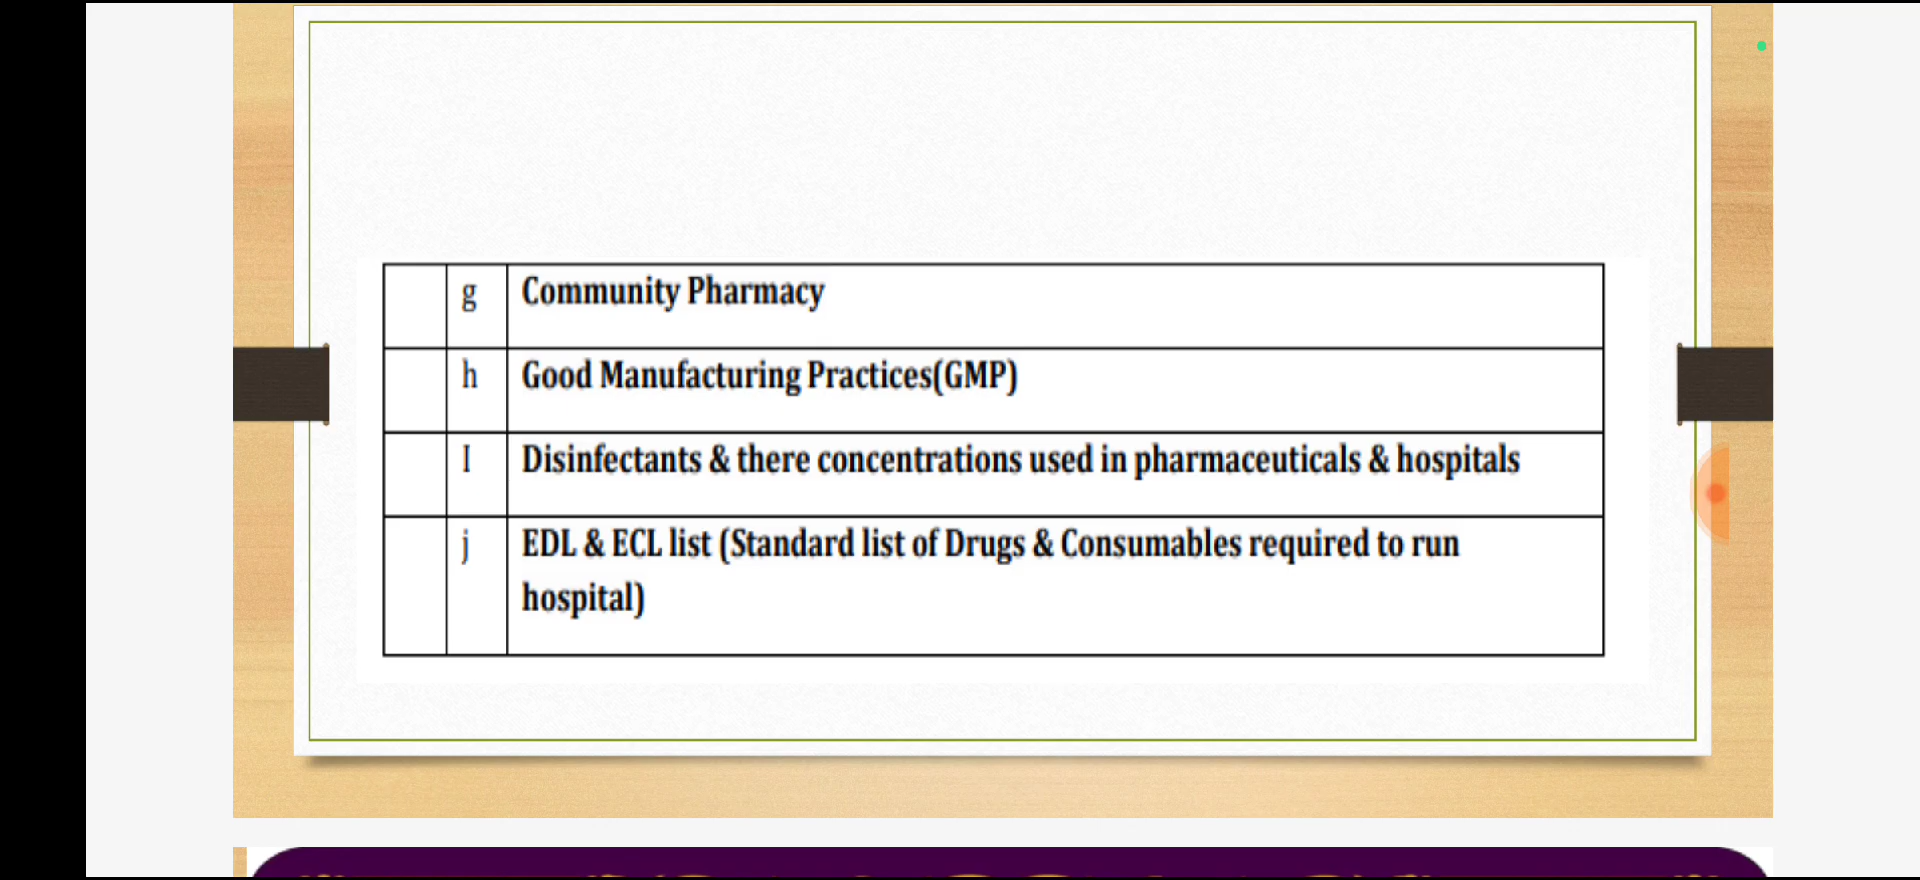 g Community Pharmacy
h Good Manufacturing Practices(GMP)
I Disinfectants & there concentrations used in pharmaceuticals & hospitals
j EDL & ECL list (Standard list of Drugs & Consumables required to run
hospital)